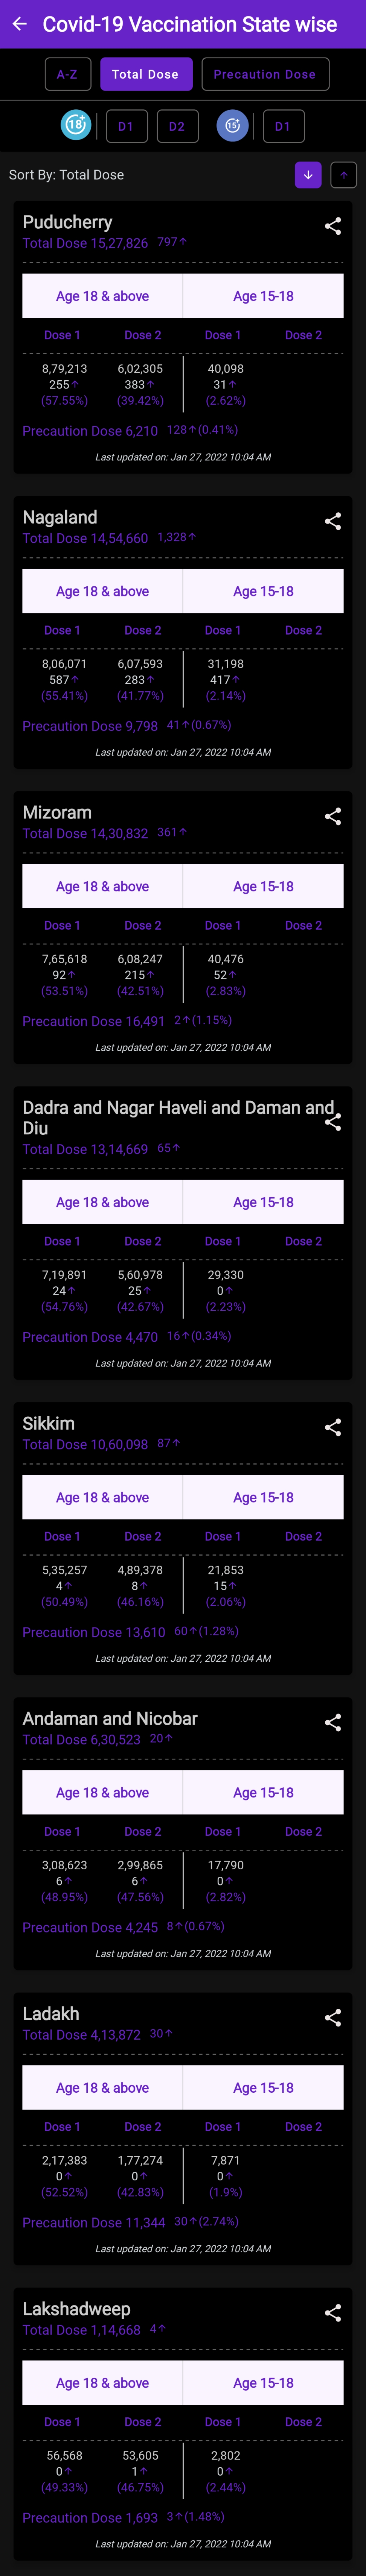 Covid-19 Vaccination State wise
A-Z Total Dose Precaution Dose
18+ D1 D2 15+ D1
Sort By: Total Dose ↓ ↑
Puducherry
Total Dose 15,27,826 797↑
Age 18 & above Age 15-18
Dose 1 Dose 2 Dose 1 Dose 2
8,79,213 6,02,305 40,098
255↑ 383↑ 31↑
(57.55%) (39.42%) (2.62%)
Precaution Dose 6,210 128↑(0.41%)
Last updated on: Jan 27, 2022 10:04 AM
Nagaland
Total Dose 14,54,660 1,328↑
Age 18 & above Age 15-18
Dose 1 Dose 2 Dose 1 Dose 2
8,06,071 6,07,593 31,198
587↑ 283↑ 417↑
(55.41%) (41.77%) (2.14%)
Precaution Dose 9,798 41↑(0.67%)
Last updated on: Jan 27, 2022 10:04 AM
Mizoram
Total Dose 14,30,832 361↑
Age 18 & above Age 15-18
Dose 1 Dose 2 Dose 1 Dose 2
7,65,618 6,08,247 40,476
92↑ 215↑ 52↑
(53.51%) (42.51%) (2.83%)
Precaution Dose 16,491 2↑(1.15%)
Last updated on: Jan 27, 2022 10:04 AM
Dadra and Nagar Haveli and Daman and
Diu
Total Dose 13,14,669 65↑
Age 18 & above Age 15-18
Dose 1 Dose 2 Dose 1 Dose 2
7,19,891 5,60,978 29,330
24↑ 25↑ 0↑
(54.76%) (42.67%) (2.23%)
Precaution Dose 4,470 16↑(0.34%)
Last updated on: Jan 27, 2022 10:04 AM
Sikkim
Total Dose 10,60,098 87↑
Age 18 & above Age 15-18
Dose 1 Dose 2 Dose 1 Dose 2
5,35,257 4,89,378 21,853
4↑ 8↑ 15↑
(50.49%) (46.16%) (2.06%)
Precaution Dose 13,610 60↑(1.28%)
Last updated on: Jan 27, 2022 10:04 AM
Andaman and Nicobar
Total Dose 6,30,523 20↑
Age 18 & above Age 15-18
Dose 1 Dose 2 Dose 1 Dose 2
3,08,623 2,99,865 17,790
6↑ 6↑ 0↑
(48.95%) (47.56%) (2.82%)
Precaution Dose 4,245 8↑(0.67%)
Last updated on: Jan 27, 2022 10:04 AM
Ladakh
Total Dose 4,13,872 30↑
Age 18 & above Age 15-18
Dose 1 Dose 2 Dose 1 Dose 2
2,17,383 1,77,274 7,871
0↑ 0↑ 0↑
(52.52%) (42.83%) (1.9%)
Precaution Dose 11,344 30↑(2.74%)
Last updated on: Jan 27, 2022 10:04 AM
Lakshadweep
Total Dose 1,14,668 4↑
Age 18 & above Age 15-18
Dose 1 Dose 2 Dose 1 Dose 2
56,568 53,605 2,802
0↑ 1↑ 0↑
(49.33%) (46.75%) (2.44%)
Precaution Dose 1,693 3↑(1.48%)
Last updated on: Jan 27, 2022 10:04 AM